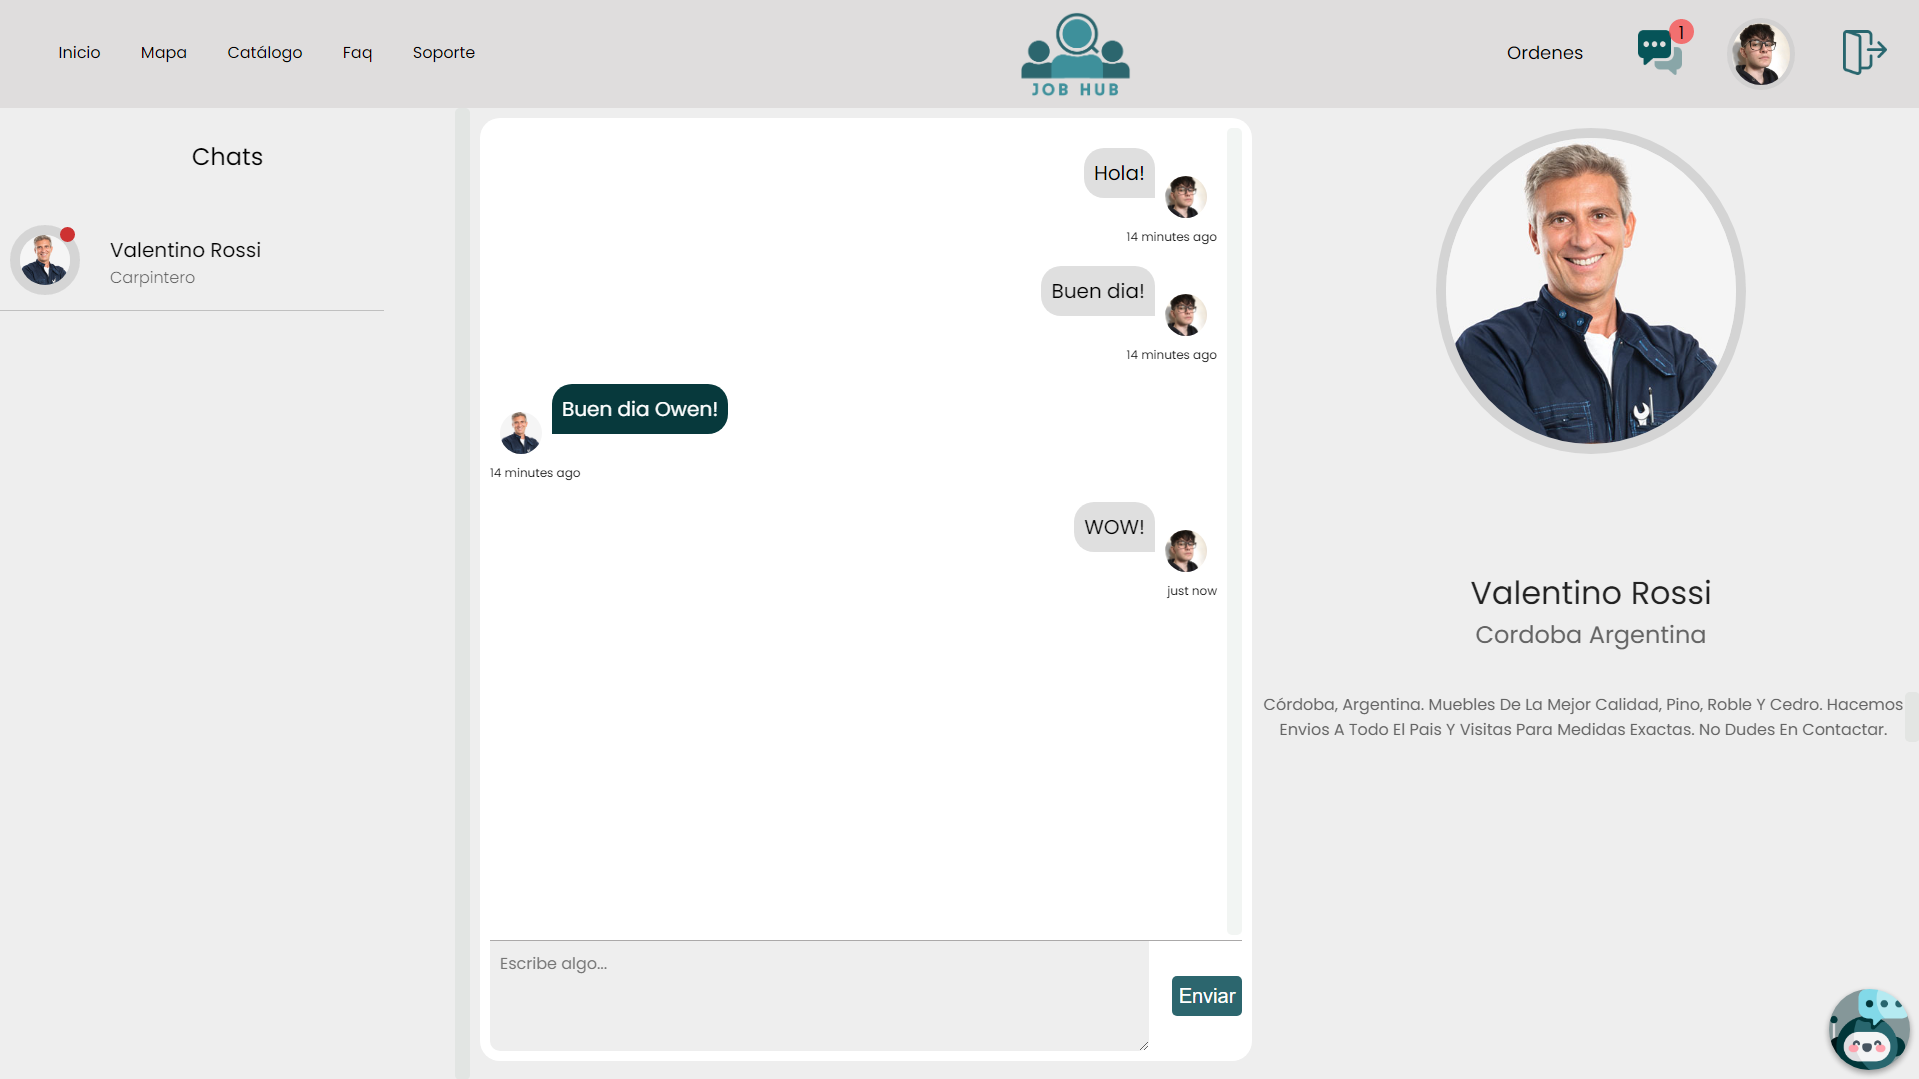 Inicio Mapa Catálogo Faq Soporte
JOB HUB
Ordenes
1
Chats
Valentino Rossi
Carpintero
Hola!
14 minutes ago
Buen dia!
14 minutes ago
Buen dia Owen!
14 minutes ago
WOW!
just now
Escribe algo...
Enviar
Valentino Rossi
Cordoba Argentina
Córdoba, Argentina. Muebles De La Mejor Calidad, Pino, Roble Y Cedro. Hacemos
Envios A Todo El Pais Y Visitas Para Medidas Exactas. No Dudes En Contactar.